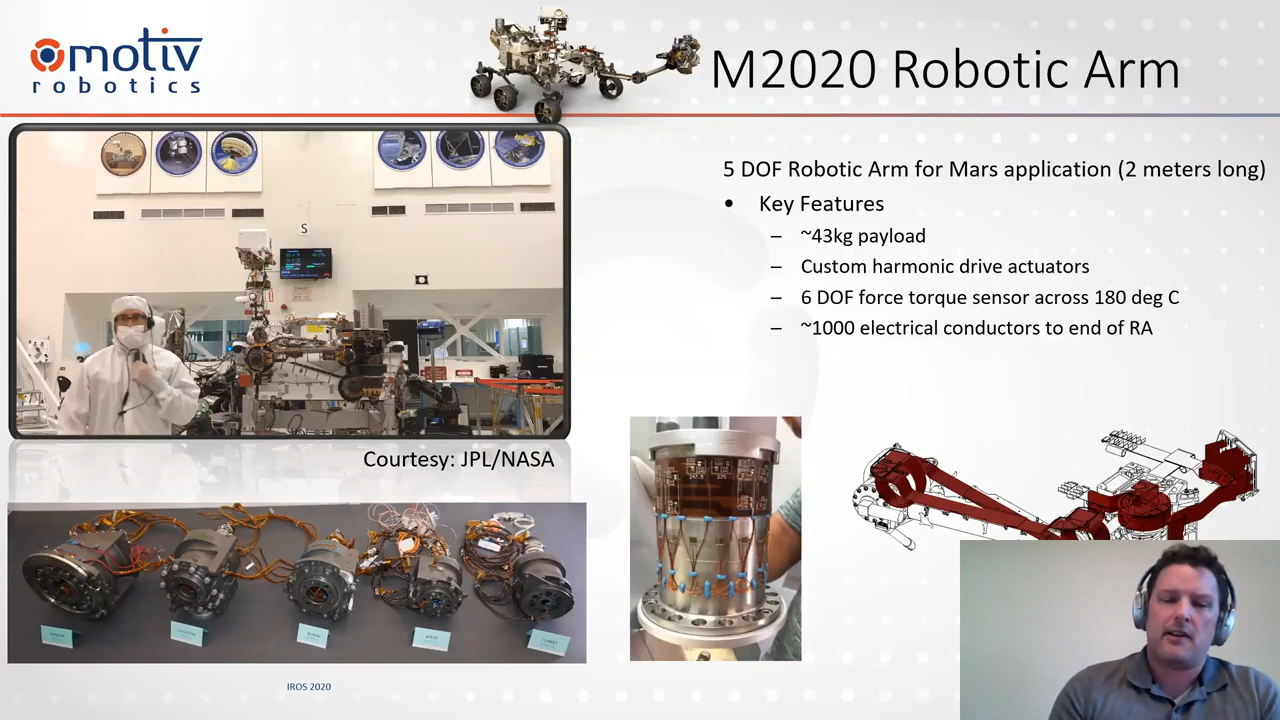 motiv
robotics
M2020 Robotic Arm
5 DOF Robotic Arm for Mars application (2 meters long)
• Key Features
– ~43kg payload
– Custom harmonic drive actuators
– 6 DOF force torque sensor across 180 deg C
– ~1000 electrical conductors to end of RA
S
Courtesy: JPL/NASA
IROS 2020